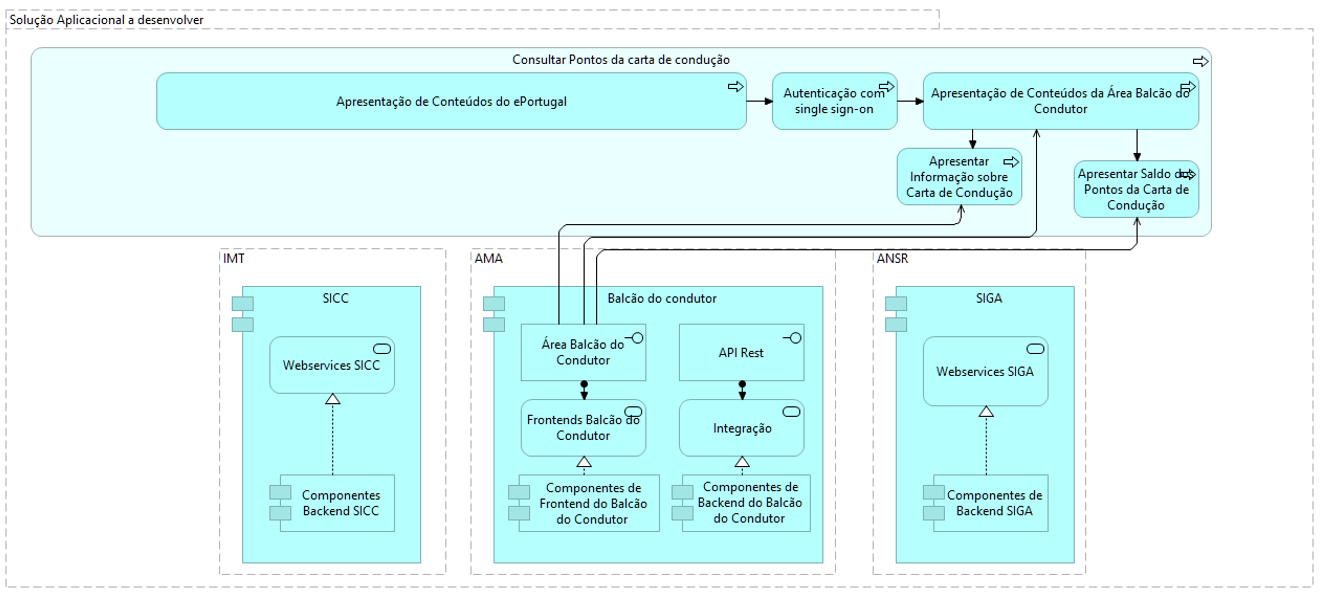 Solução Aplicacional a desenvolver
Consultar Pontos da carta de condução
Apresentação de Conteúdos do ePortugal
Autenticação com
single sign-on
Apresentação de Conteúdos da Área Balcão do
Condutor
Apresentar
Informação sobre
Carta de Condução
Apresentar Saldo dos
Pontos da Carta de
Condução
IMT
SICC
Webservices SICC
Componentes
Backend SICC
AMA
Balcão do condutor
Área Balcão do
Condutor
API Rest
Frontends Balcão do
Condutor
Integração
Componentes de
Frontend do Balcão
do Condutor
Componentes de
Backend do Balcão
do Condutor
ANSR
SIGA
Webservices SIGA
Componentes de
Backend SIGA